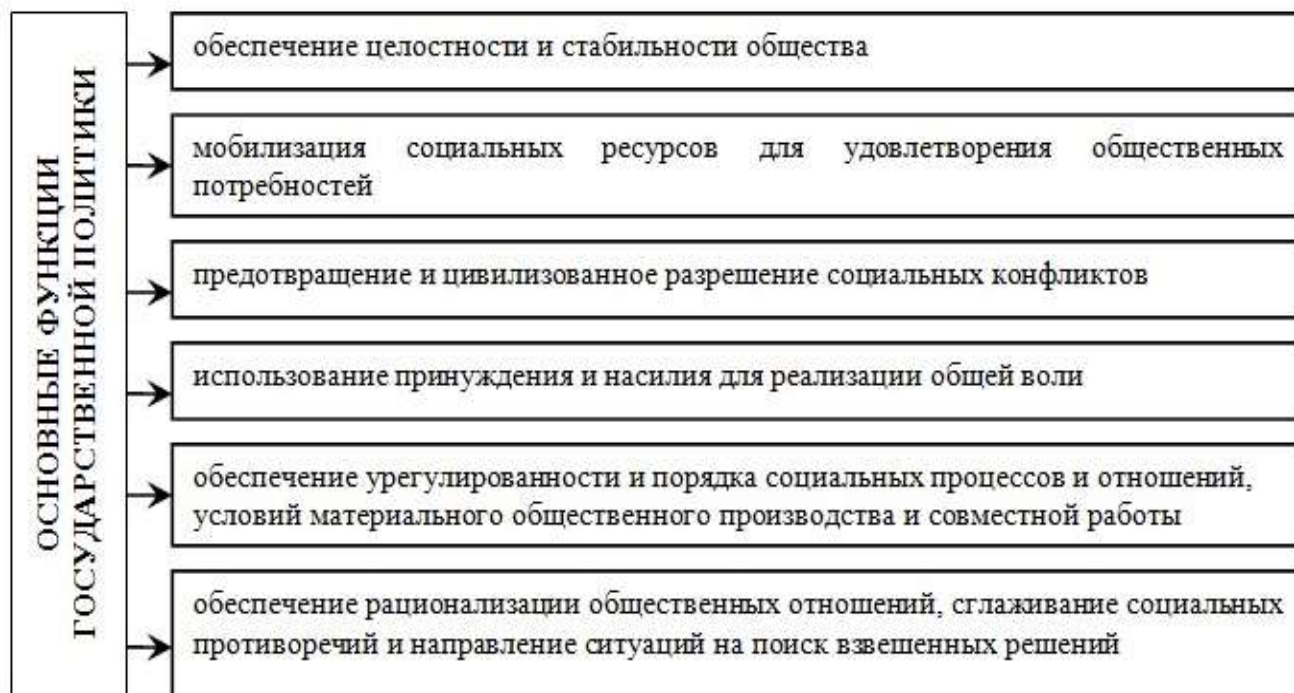 ОСНОВНЫЕ ФУНКЦИИ
ГОСУДАРСТВЕННОЙ ПОЛИТИКИ
обеспечение целостности и стабильности общества
мобилизация социальных ресурсов для удовлетворения общественных
потребностей
предотвращение и цивилизованное разрешение социальных конфликтов
использование принуждения и насилия для реализации общей воли
обеспечение урегулированности и порядка социальных процессов и отношений,
условий материального общественного производства и совместной работы
обеспечение рационализации общественных отношений, сглаживание социальных
противоречий и направление ситуаций на поиск взвешенных решений